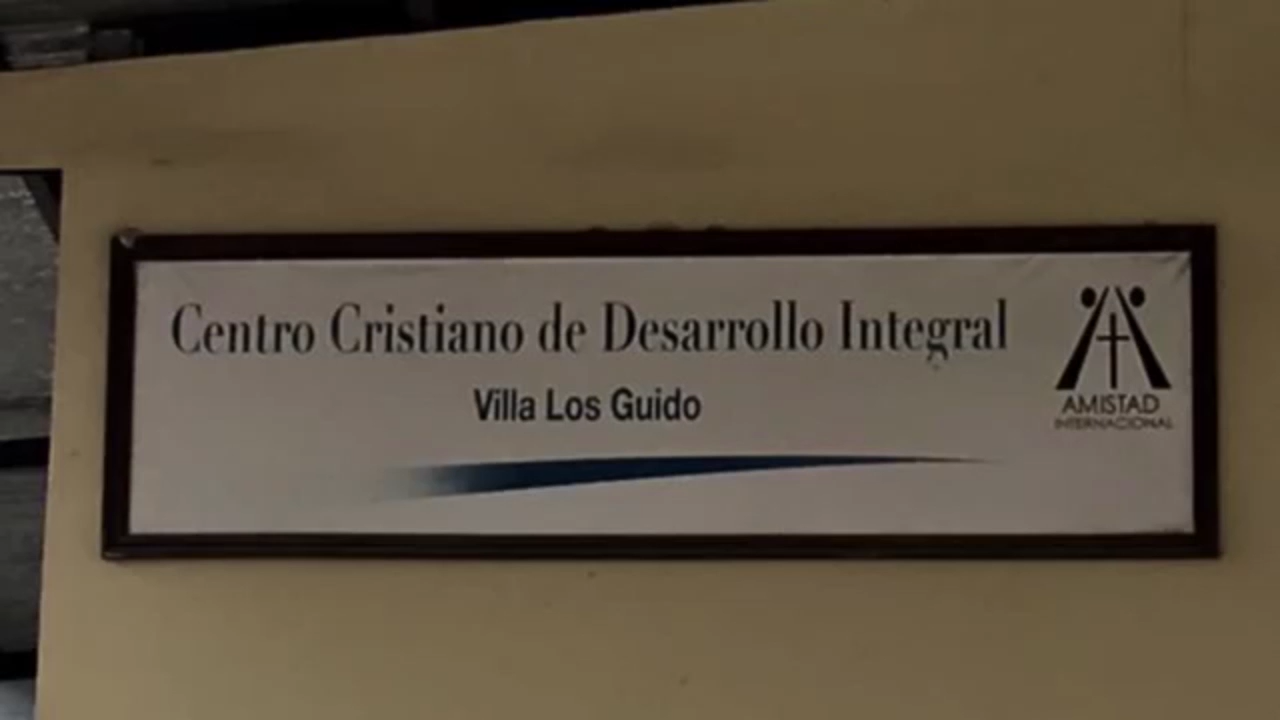 Centro Cristiano de Desarrollo Integral
Villa Los Guido
AMISTAD
INTERNACIONAL